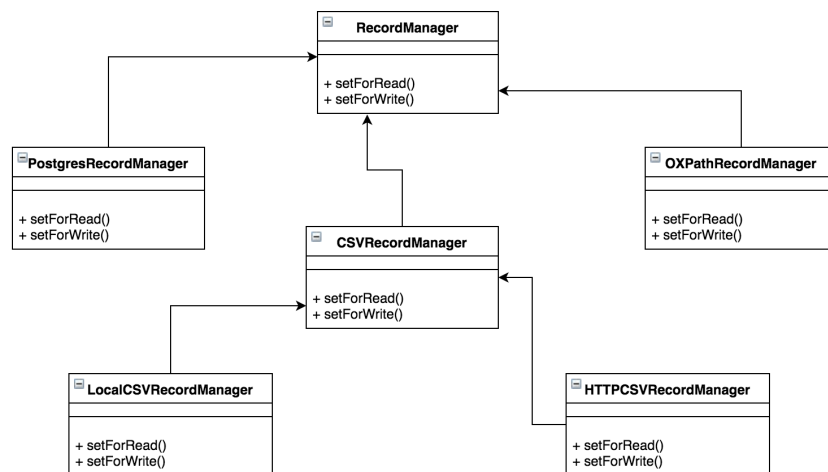 RecordManager
+ setForRead()
+ setForWrite()
PostgresRecordManager
+ setForRead()
+ setForWrite()
OXPathRecordManager
+ setForRead()
+ setForWrite()
CSVRecordManager
+ setForRead()
+ setForWrite()
LocalCSVRecordManager
+ setForRead()
+ setForWrite()
HTTPCSVRecordManager
+ setForRead()
+ setForWrite()